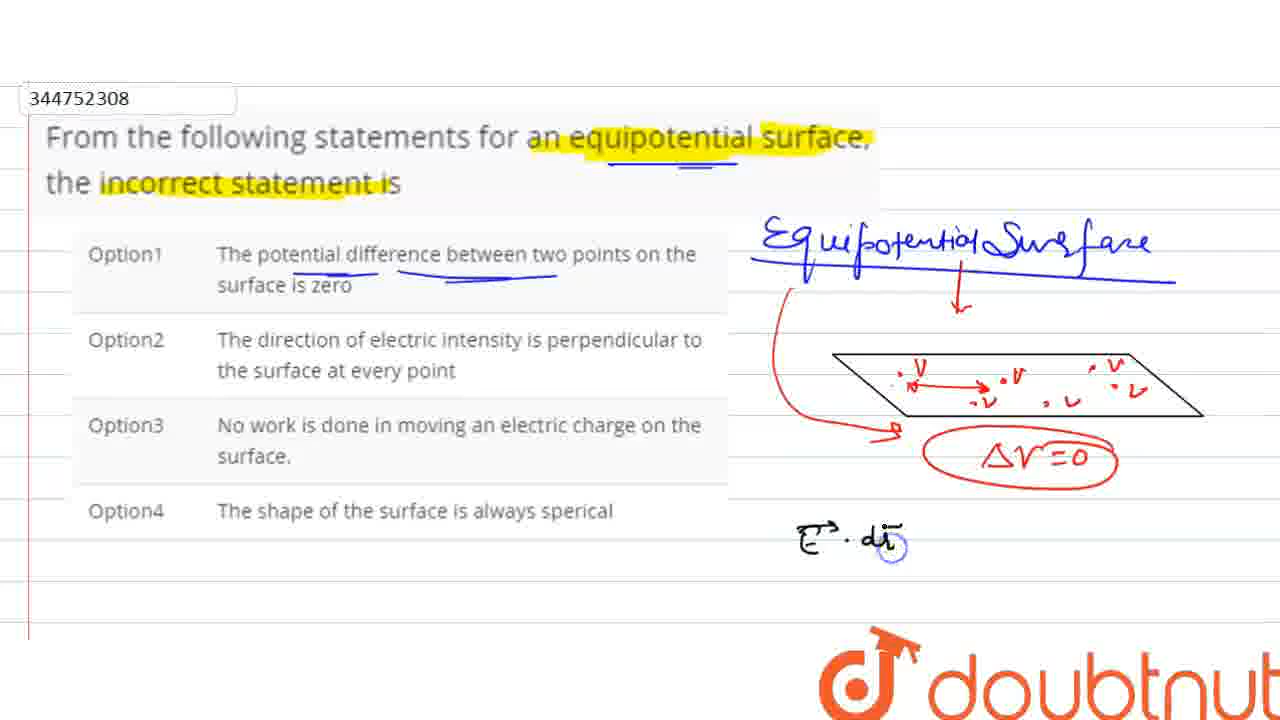 344752308
From the following statements for an equipotential surface,
the incorrect statement is
Option1 The potential difference between two points on the
surface is zero
Option2 The direction of electric intensity is perpendicular to
the surface at every point
Option3 No work is done in moving an electric charge on the
surface.
Option4 The shape of the surface is always sperical
Equipotential Surface
V V V V V V
ΔV = 0
E⃗ . dr̄
doubtnut